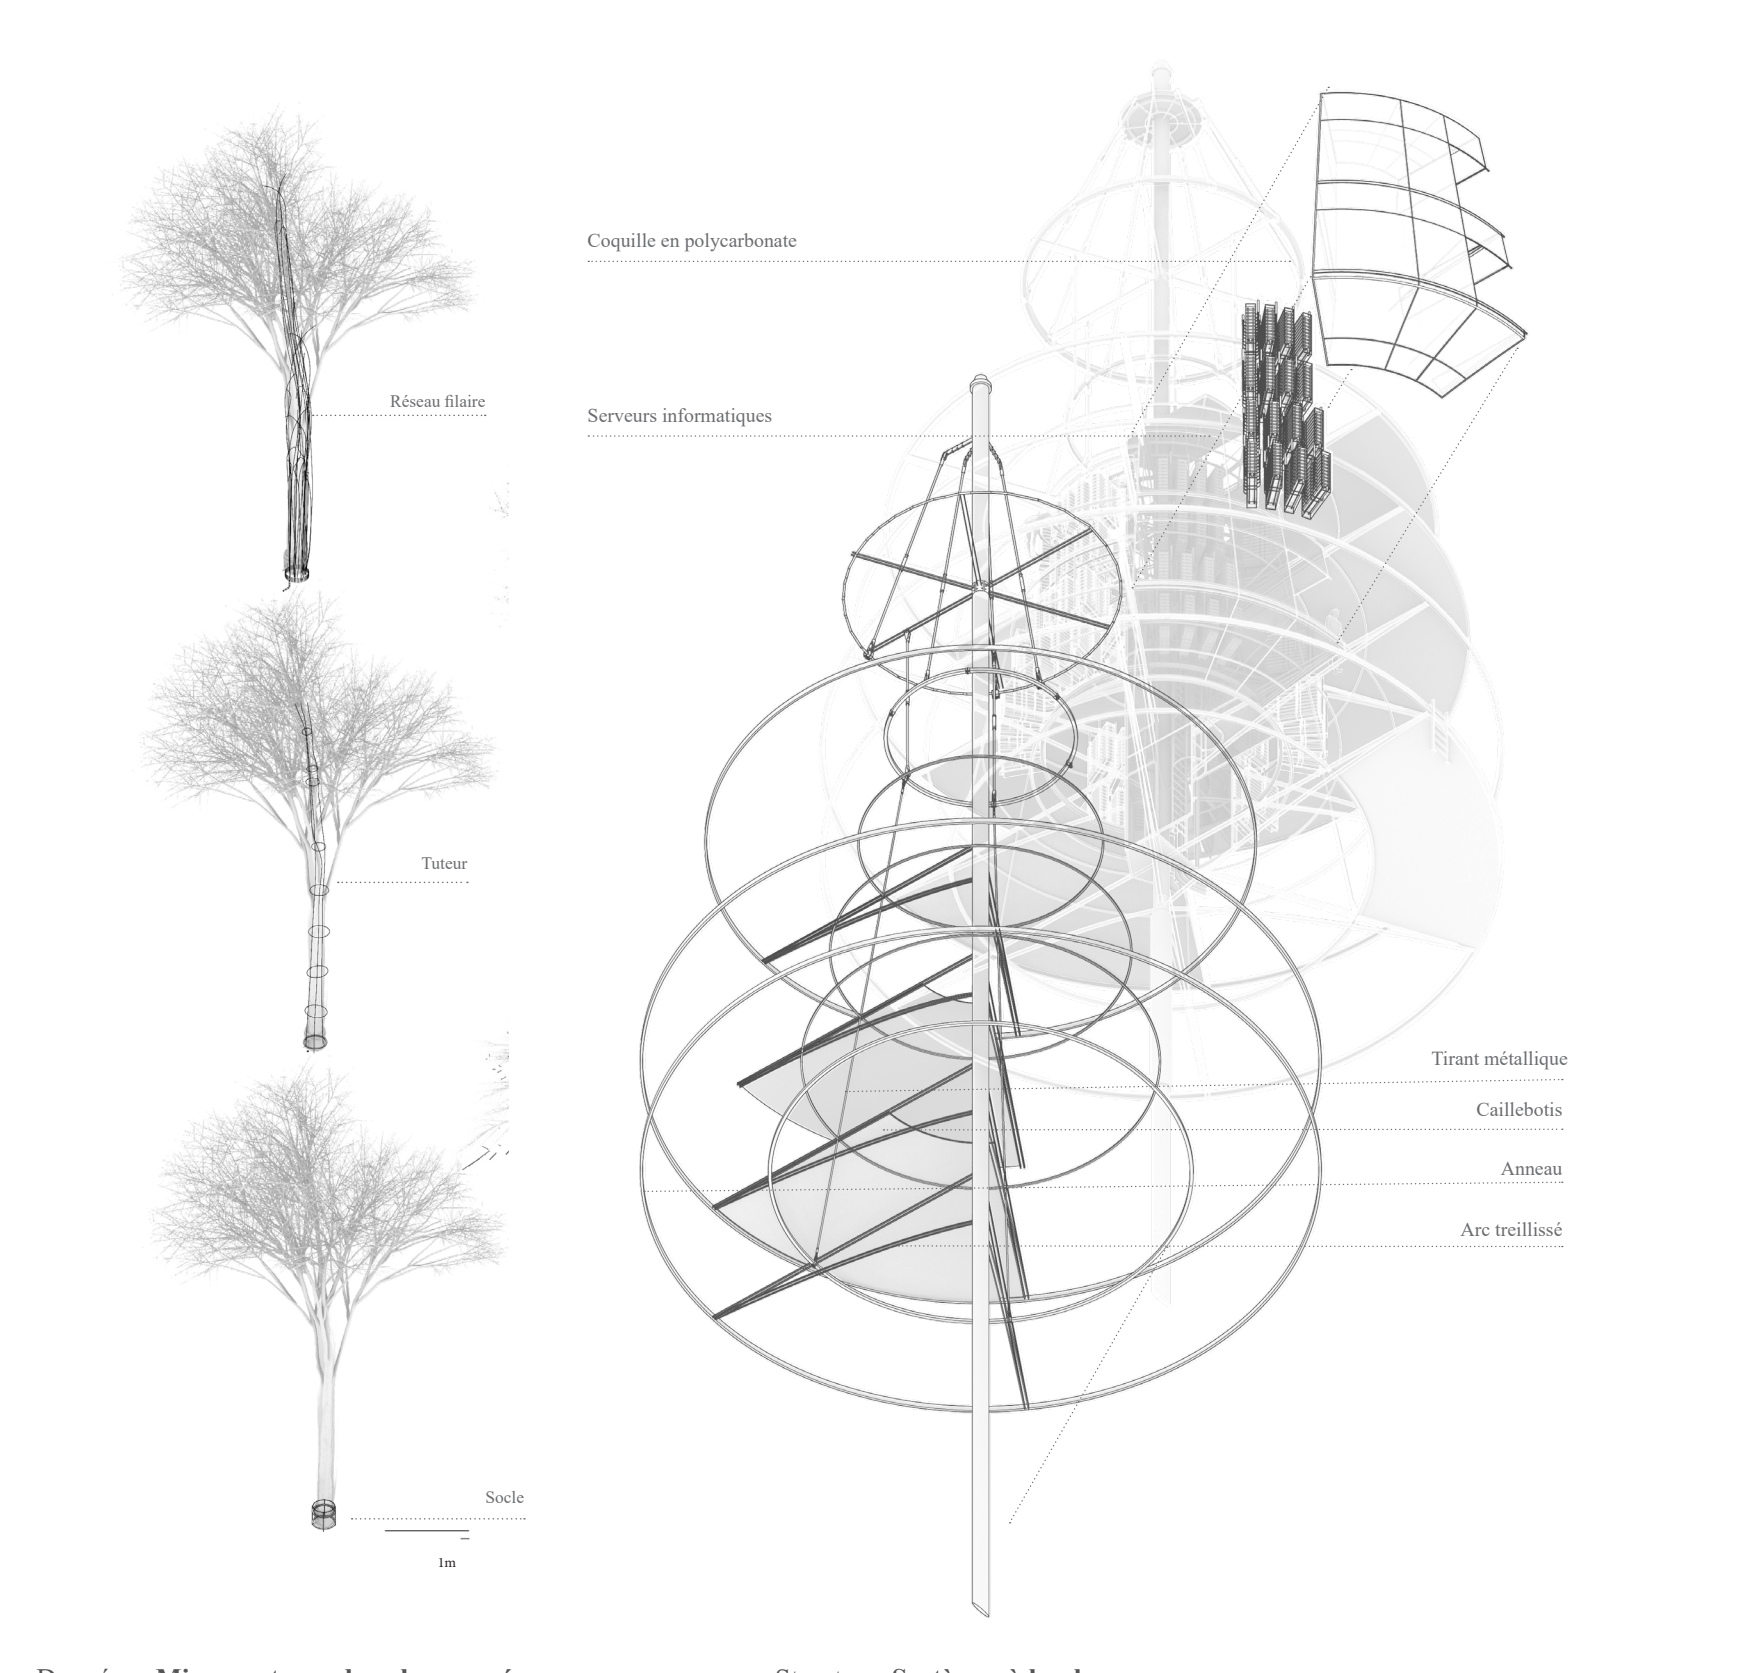 Coquille en polycarbonate
Réseau filaire
Serveurs informatiques
Tuteur
Tirant métallique
Caillebotis
Anneau
Arc treillissé
Socle
1m